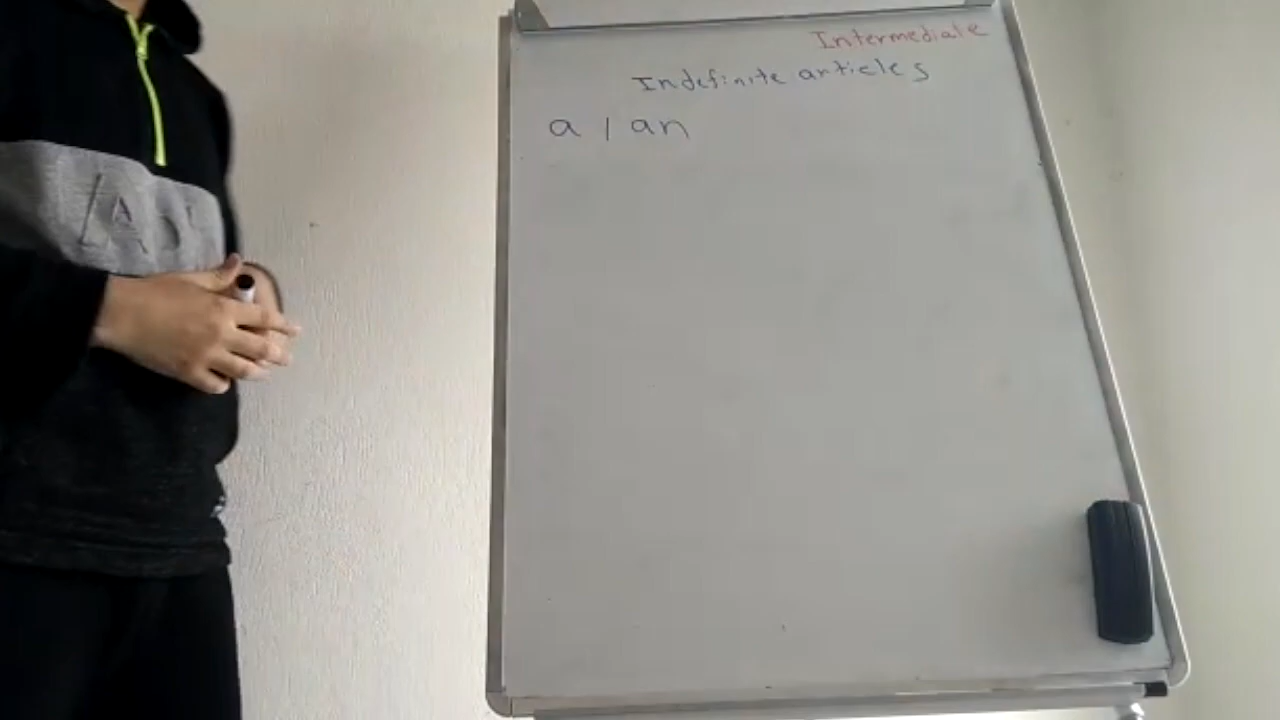 Intermediate
Indefinite articles
a / an